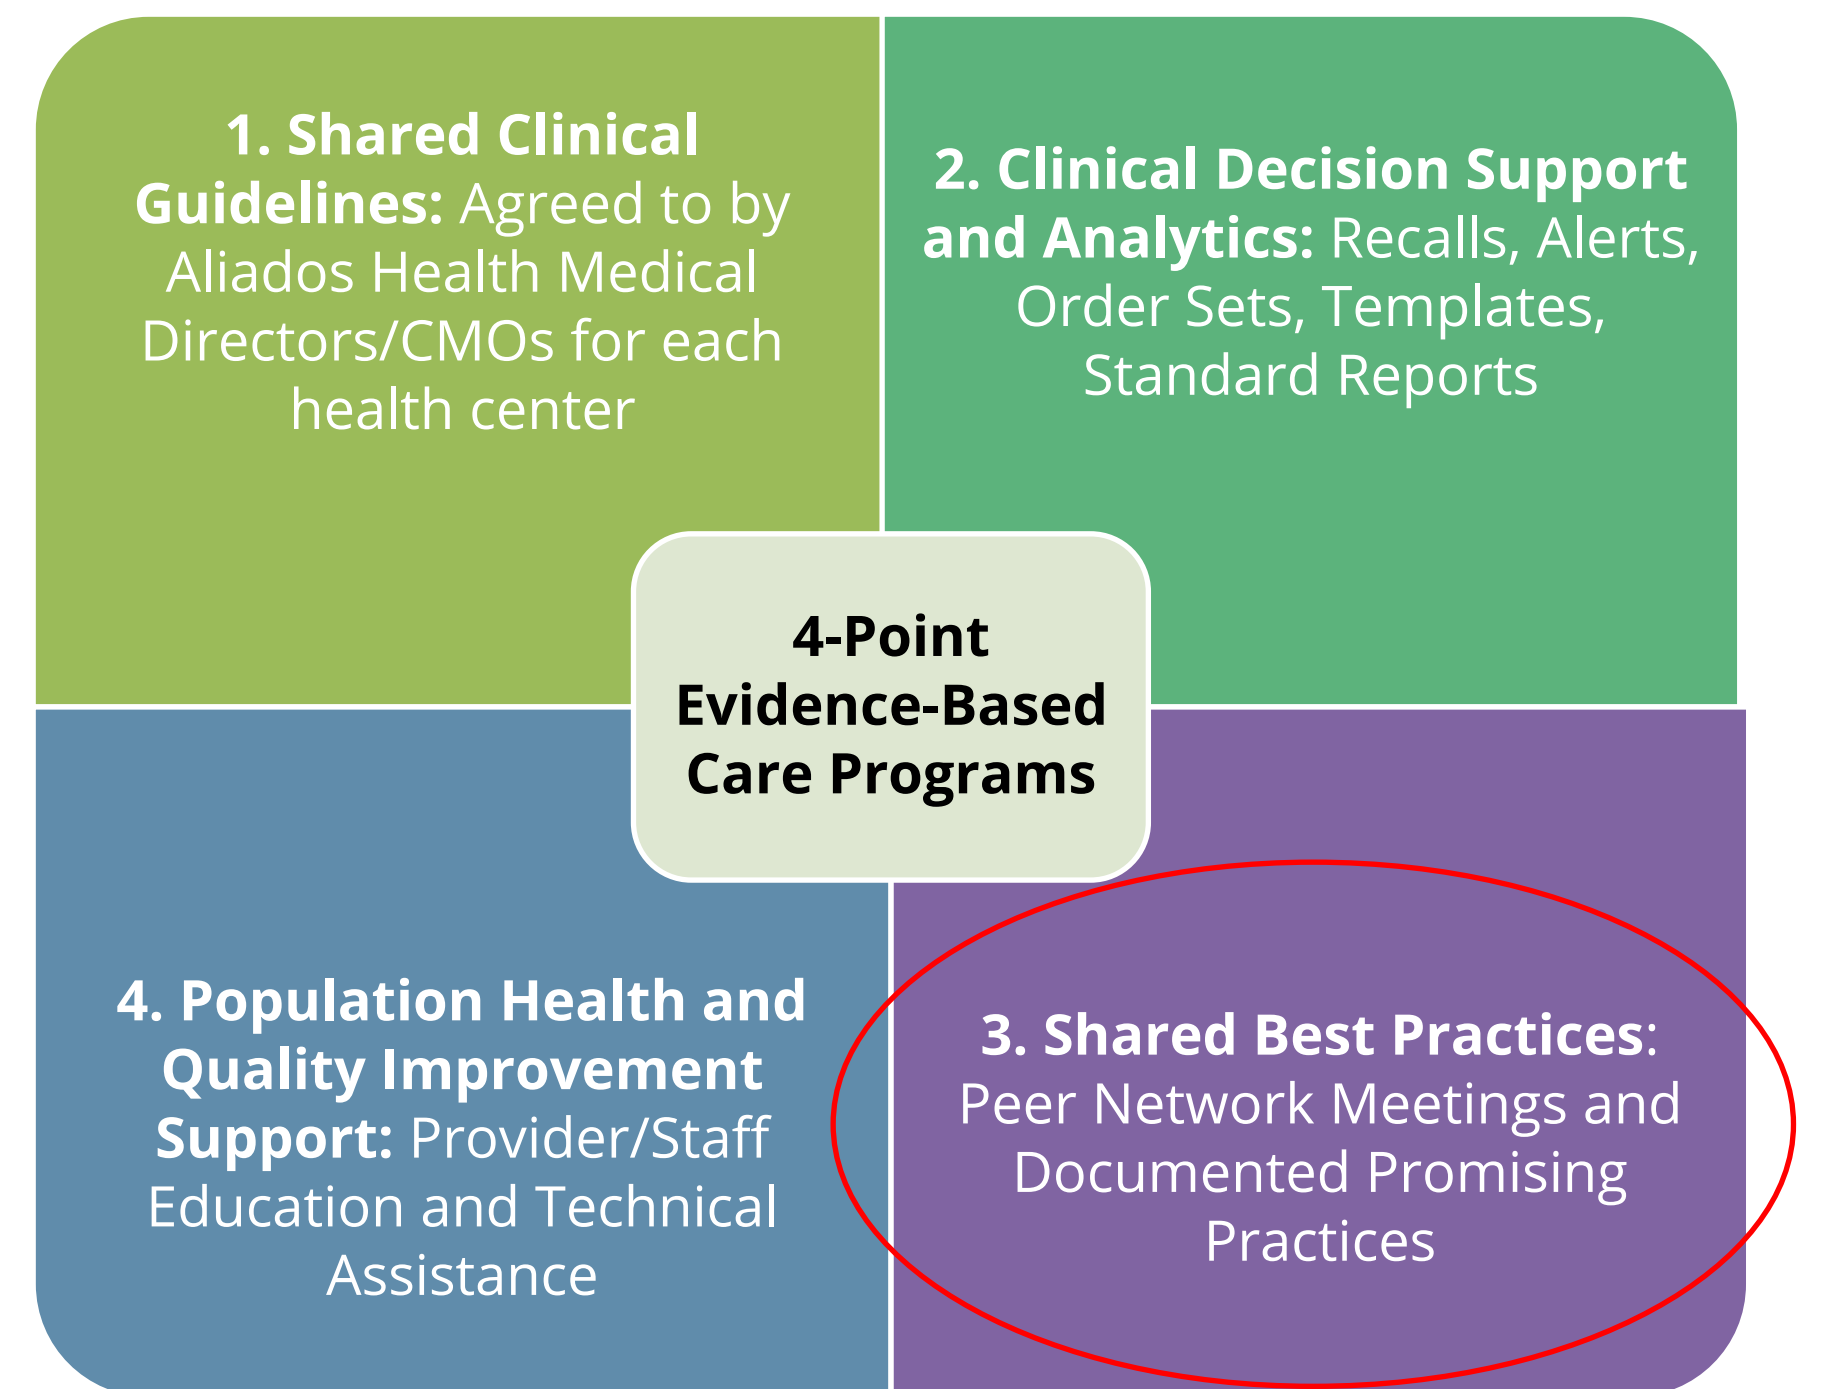 1. Shared Clinical
Guidelines: Agreed to by
Aliados Health Medical
Directors/CMOs for each
health center
2. Clinical Decision Support
and Analytics: Recalls, Alerts,
Order Sets, Templates,
Standard Reports
4-Point
Evidence-Based
Care Programs
4. Population Health and
Quality Improvement
Support: Provider/Staff
Education and Technical
Assistance
3. Shared Best Practices:
Peer Network Meetings and
Documented Promising
Practices